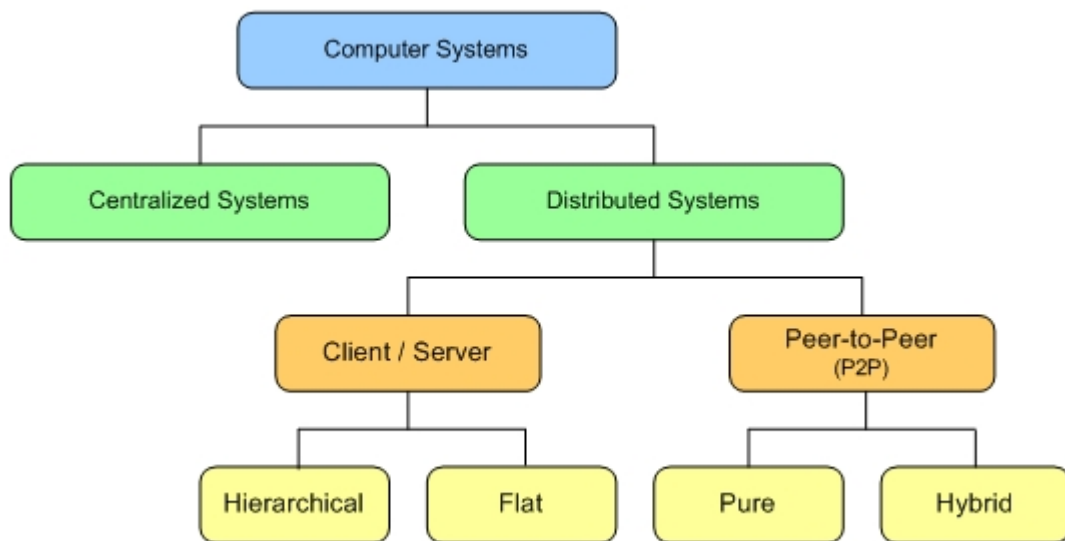 Computer Systems
Centralized Systems
Distributed Systems
Client / Server
Peer-to-Peer
(P2P)
Hierarchical
Flat
Pure
Hybrid